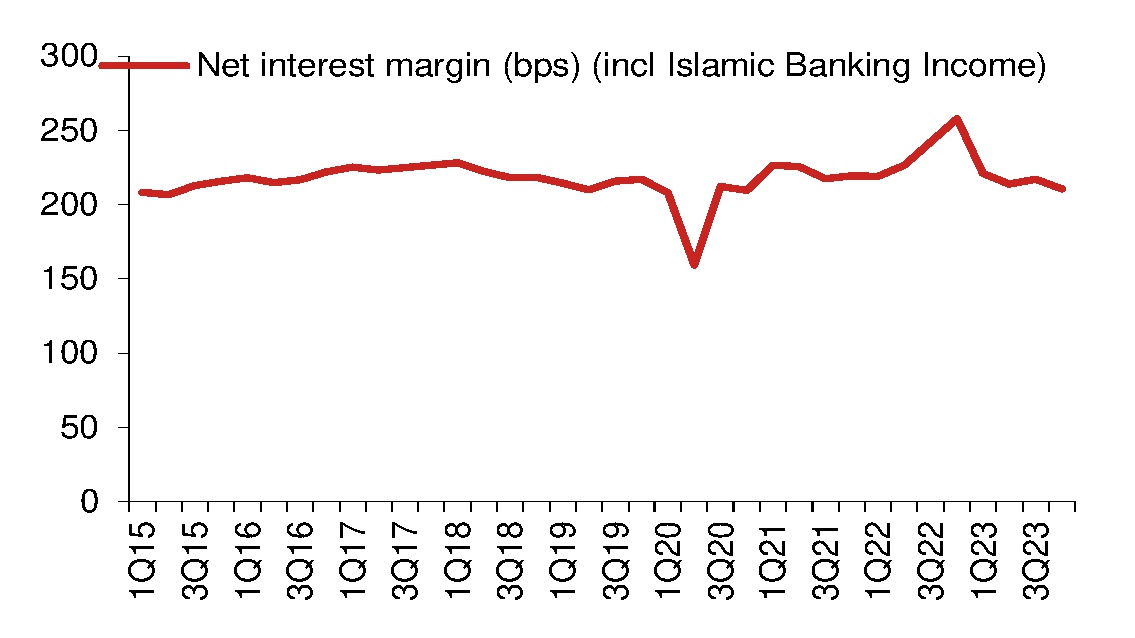 Net interest margin (bps) (incl Islamic Banking Income)
300
250
200
150
100
50
0
1Q15
3Q15
1Q16
3Q16
1Q17
3Q17
1Q18
3Q18
1Q19
3Q19
1Q20
3Q20
1Q21
3Q21
1Q22
3Q22
1Q23
3Q23